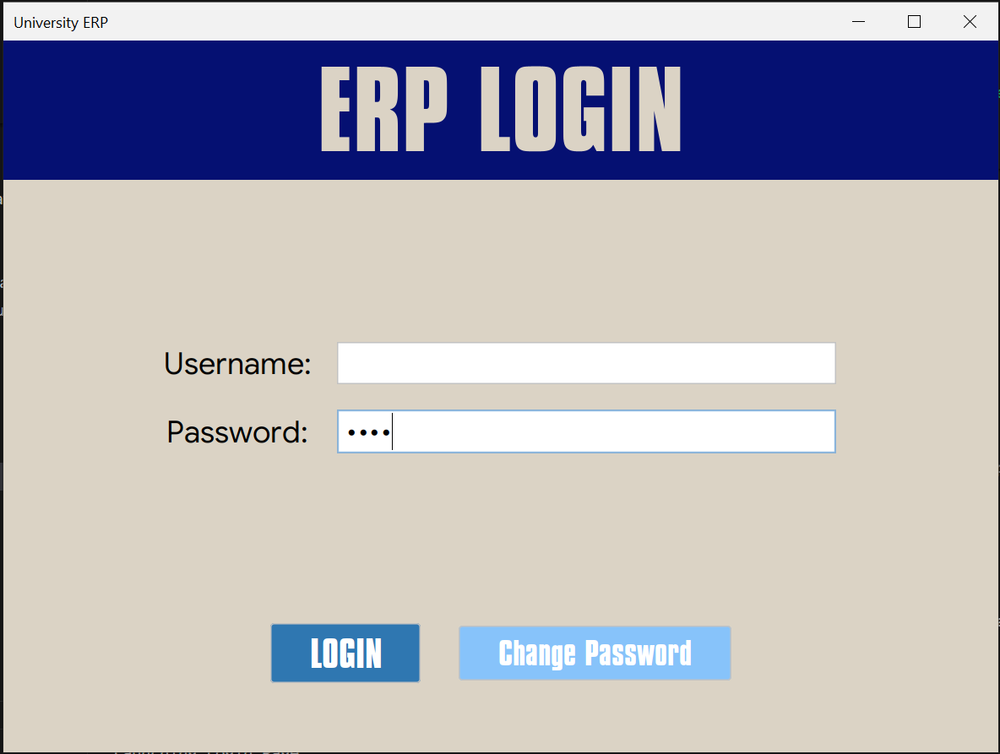 University ERP
ERP LOGIN
Username:
Password: ••••
LOGIN
Change Password